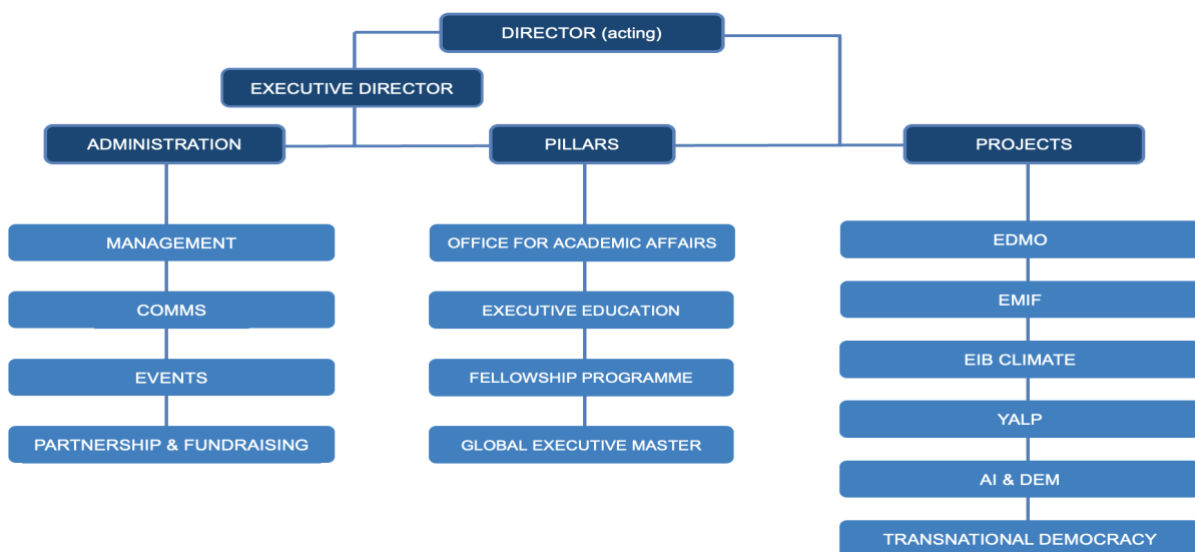 DIRECTOR (acting)
EXECUTIVE DIRECTOR
ADMINISTRATION
MANAGEMENT
COMMS
EVENTS
PARTNERSHIP & FUNDRAISING
PILLARS
OFFICE FOR ACADEMIC AFFAIRS
EXECUTIVE EDUCATION
FELLOWSHIP PROGRAMME
GLOBAL EXECUTIVE MASTER
PROJECTS
EDMO
EMIF
EIB CLIMATE
YALP
AI & DEM
TRANSNATIONAL DEMOCRACY